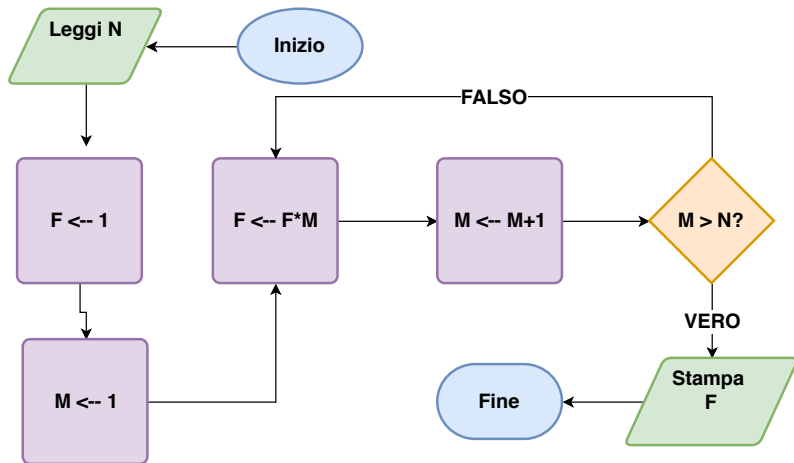 Inizio
Leggi N
F <-- 1
M <-- 1
F <-- F*M
M <-- M+1
M > N?
FALSO
VERO
Stampa
F
Fine